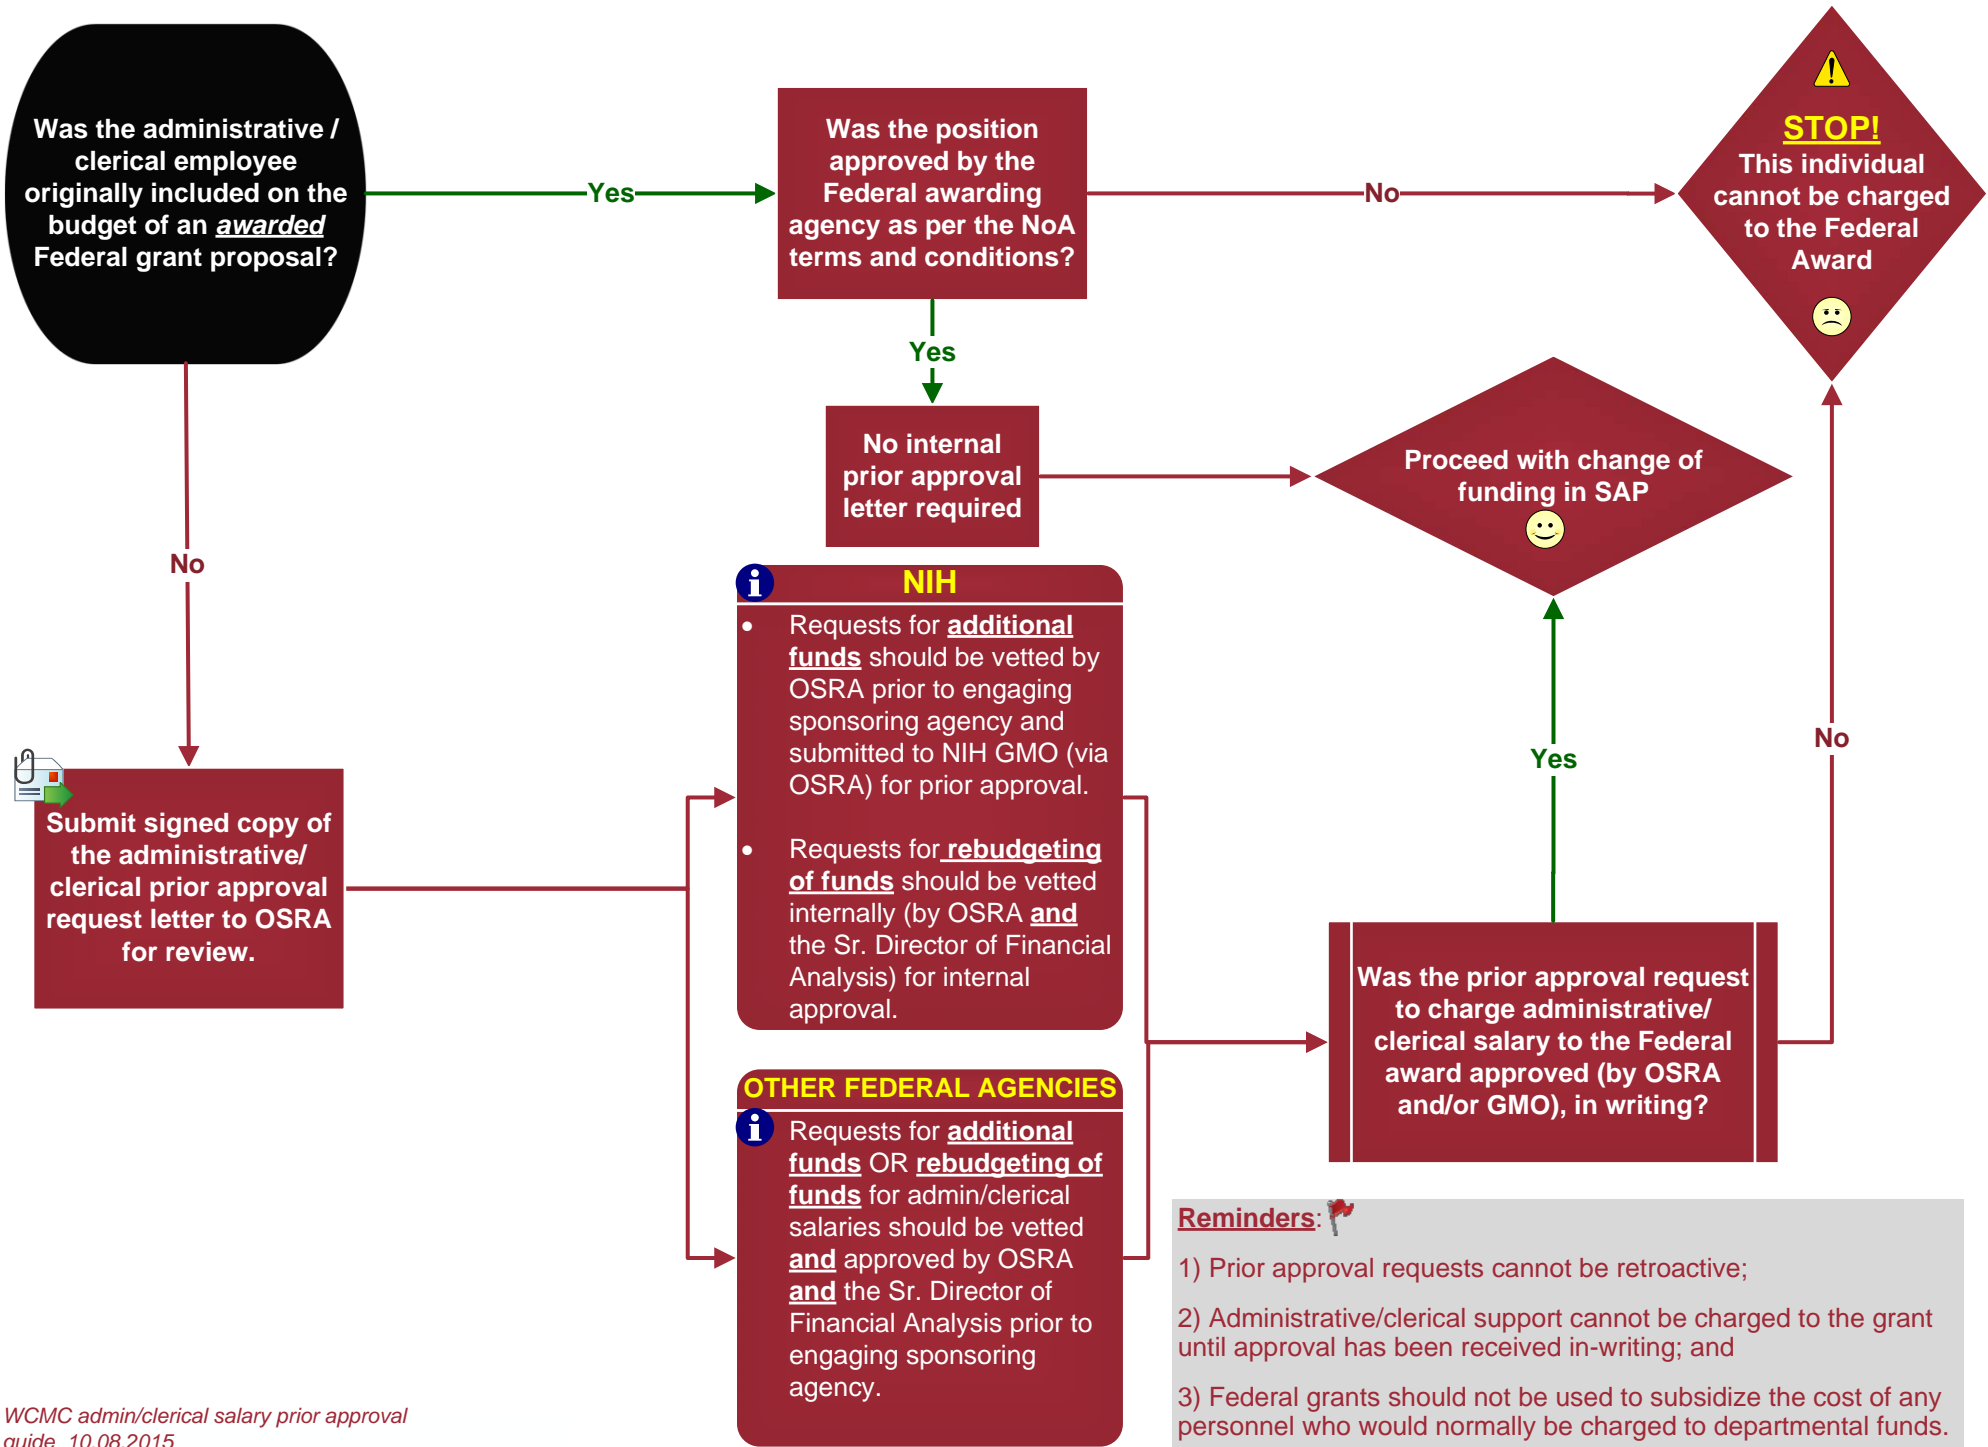 Was the administrative /
clerical employee
originally included on the
budget of an awarded
Federal grant proposal?
Yes
Was the position
approved by the
Federal awarding
agency as per the NoA
terms and conditions?
No
STOP!
This individual
cannot be charged
to the Federal
Award
Yes
No internal
prior approval
letter required
Proceed with change of
funding in SAP
No
Submit signed copy of
the administrative/
clerical prior approval
request letter to OSRA
for review.
NIH
• Requests for additional
funds should be vetted by
OSRA prior to engaging
sponsoring agency and
submitted to NIH GMO (via
OSRA) for prior approval.
• Requests for rebudgeting
of funds should be vetted
internally (by OSRA and
the Sr. Director of Financial
Analysis) for internal
approval.
OTHER FEDERAL AGENCIES
Requests for additional
funds OR rebudgeting of
funds for admin/clerical
salaries should be vetted
and approved by OSRA
and the Sr. Director of
Financial Analysis prior to
engaging sponsoring
agency.
Yes
No
Was the prior approval request
to charge administrative/
clerical salary to the Federal
award approved (by OSRA
and/or GMO), in writing?
Reminders:
1) Prior approval requests cannot be retroactive;
2) Administrative/clerical support cannot be charged to the grant
until approval has been received in-writing; and
3) Federal grants should not be used to subsidize the cost of any
personnel who would normally be charged to departmental funds.
WCMC admin/clerical salary prior approval
guide 10.08.2015